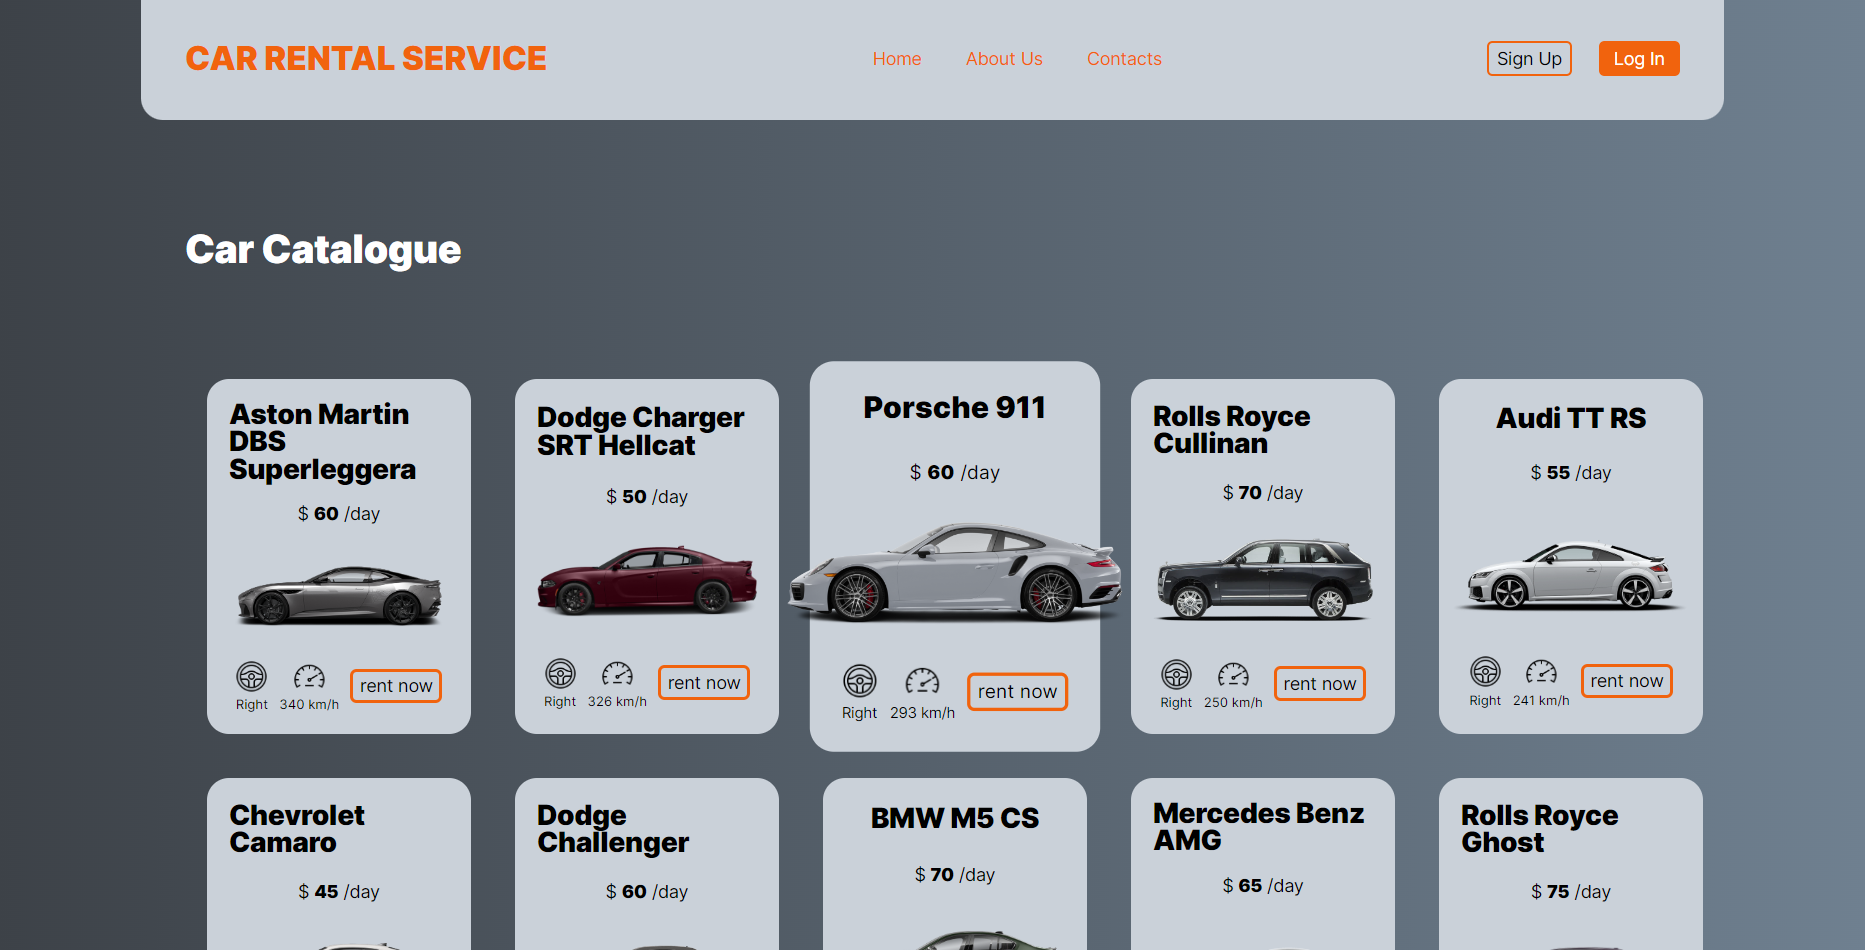 CAR RENTAL SERVICE
Home
About Us
Contacts
Sign Up
Log In
Car Catalogue
Aston Martin
DBS
Superleggera
$ 60 /day
Right
340 km/h
rent now
Dodge Charger
SRT Hellcat
$ 50 /day
Right
326 km/h
rent now
Porsche 911
$ 60 /day
Right
293 km/h
rent now
Rolls Royce
Cullinan
$ 70 /day
Right
250 km/h
rent now
Audi TT RS
$ 55 /day
Right
241 km/h
rent now
Chevrolet
Camaro
$ 45 /day
Dodge
Challenger
$ 60 /day
BMW M5 CS
$ 70 /day
Mercedes Benz
AMG
$ 65 /day
Rolls Royce
Ghost
$ 75 /day